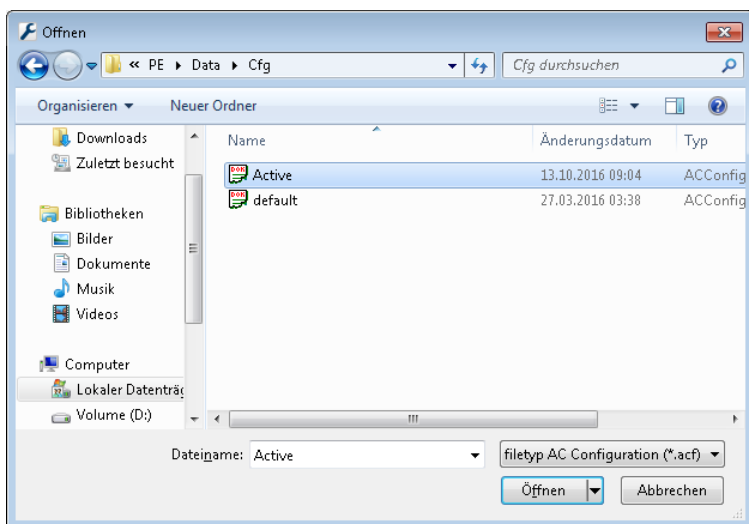 Öffnen
« PE ▸ Data ▸ Cfg
Cfg durchsuchen
Organisieren
Neuer Ordner
Downloads
Zuletzt besucht
Bibliotheken
Bilder
Dokumente
Musik
Videos
Computer
Lokaler Datenträ
Volume (D:)
Name Änderungsdatum Typ
Active 13.10.2016 09:04 ACConfig
default 27.03.2016 03:38 ACConfig
Dateiname: Active
filetyp AC Configuration (*.acf)
Öffnen Abbrechen